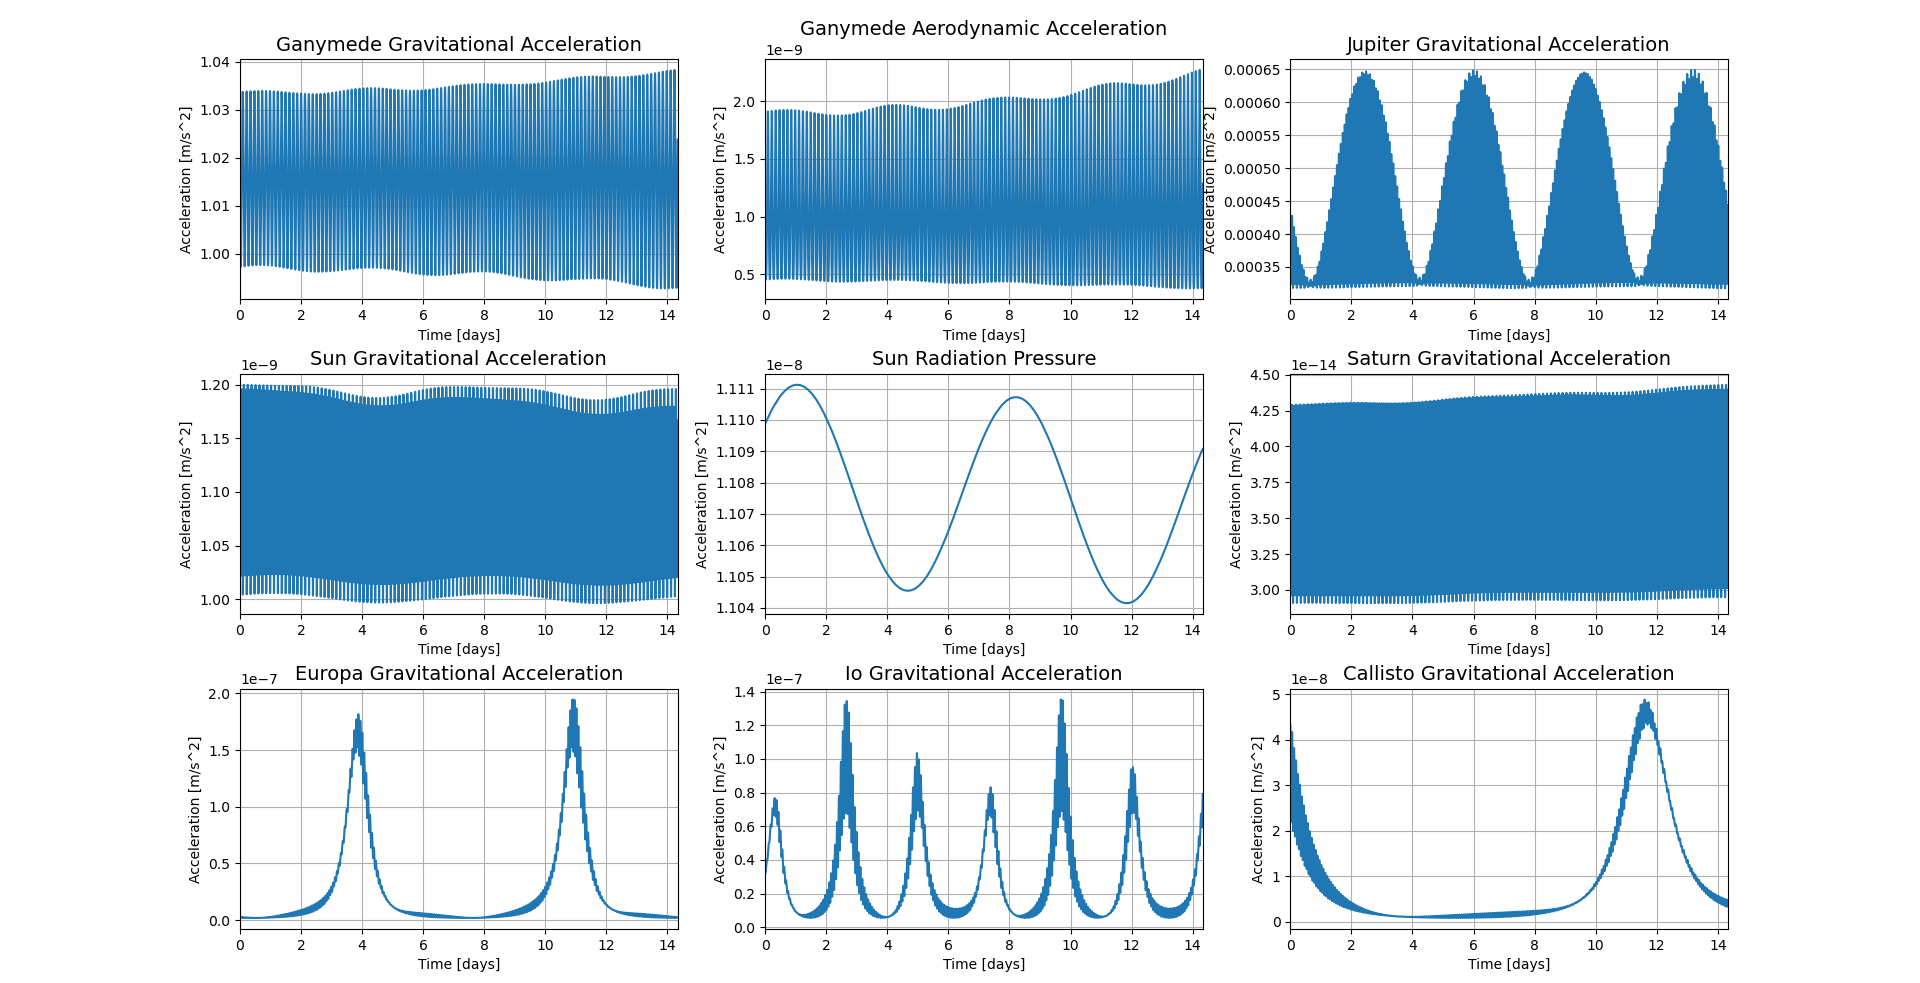 Ganymede Gravitational Acceleration
1.04
1.03
1.02
1.01
1.00
Acceleration [m/s^2]
0 2 4 6 8 10 12 14
Time [days]
Ganymede Aerodynamic Acceleration
1e−9
2.0
1.5
1.0
0.5
Acceleration [m/s^2]
0 2 4 6 8 10 12 14
Time [days]
Jupiter Gravitational Acceleration
0.00065
0.00060
0.00055
0.00050
0.00045
0.00040
0.00035
Acceleration [m/s^2]
0 2 4 6 8 10 12 14
Time [days]
Sun Gravitational Acceleration
1e−9
1.20
1.15
1.10
1.05
1.00
Acceleration [m/s^2]
0 2 4 6 8 10 12 14
Time [days]
Sun Radiation Pressure
1e−8
1.111
1.110
1.109
1.108
1.107
1.106
1.105
1.104
Acceleration [m/s^2]
0 2 4 6 8 10 12 14
Time [days]
Saturn Gravitational Acceleration
1e−14
4.50
4.25
4.00
3.75
3.50
3.25
3.00
Acceleration [m/s^2]
0 2 4 6 8 10 12 14
Time [days]
Europa Gravitational Acceleration
1e−7
2.0
1.5
1.0
0.5
0.0
Acceleration [m/s^2]
0 2 4 6 8 10 12 14
Time [days]
Io Gravitational Acceleration
1e−7
1.4
1.2
1.0
0.8
0.6
0.4
0.2
0.0
Acceleration [m/s^2]
0 2 4 6 8 10 12 14
Time [days]
Callisto Gravitational Acceleration
1e−8
5
4
3
2
1
0
Acceleration [m/s^2]
0 2 4 6 8 10 12 14
Time [days]